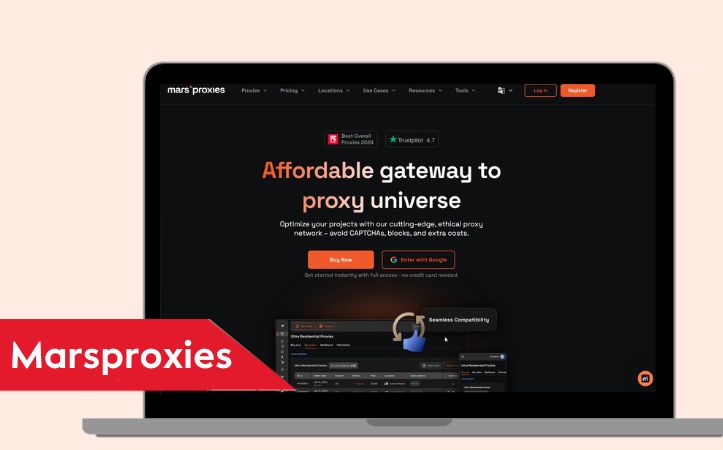 mars proxies Proxies Pricing Locations Use Cases Resources Tools Log in Register
Best Overall
Proxies 2024
Trustpilot 4.7
Affordable gateway to
proxy universe
Optimize your projects with our cutting-edge, ethical proxy
network – avoid CAPTCHAs, blocks, and extra costs.
Buy Now
Enter with Google
Get started instantly with full access - no credit card needed.
Seamless Compatibility
Ultra Residential Proxies
Marsproxies